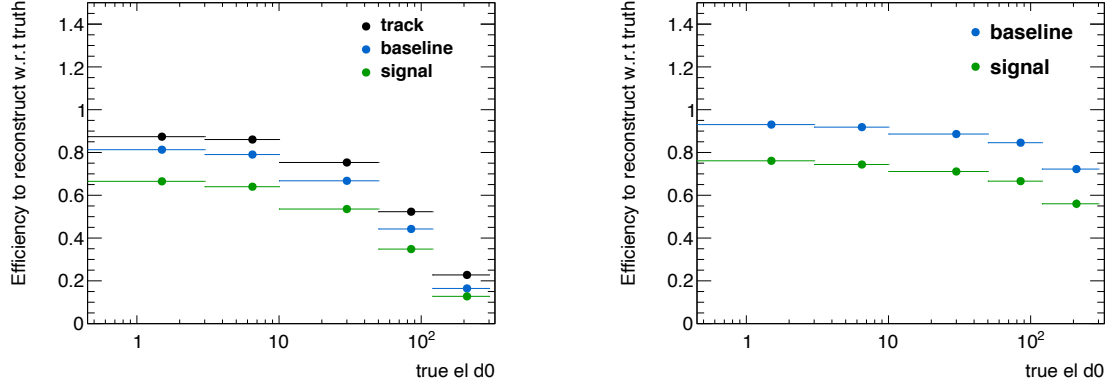 Efficiency to reconstruct w.r.t truth
1.4
1.2
1
0.8
0.6
0.4
0.2
0
track
baseline
signal
1
10
10²
true el d0
Efficiency to reconstruct w.r.t truth
1.4
1.2
1
0.8
0.6
0.4
0.2
0
baseline
signal
1
10
10²
true el d0